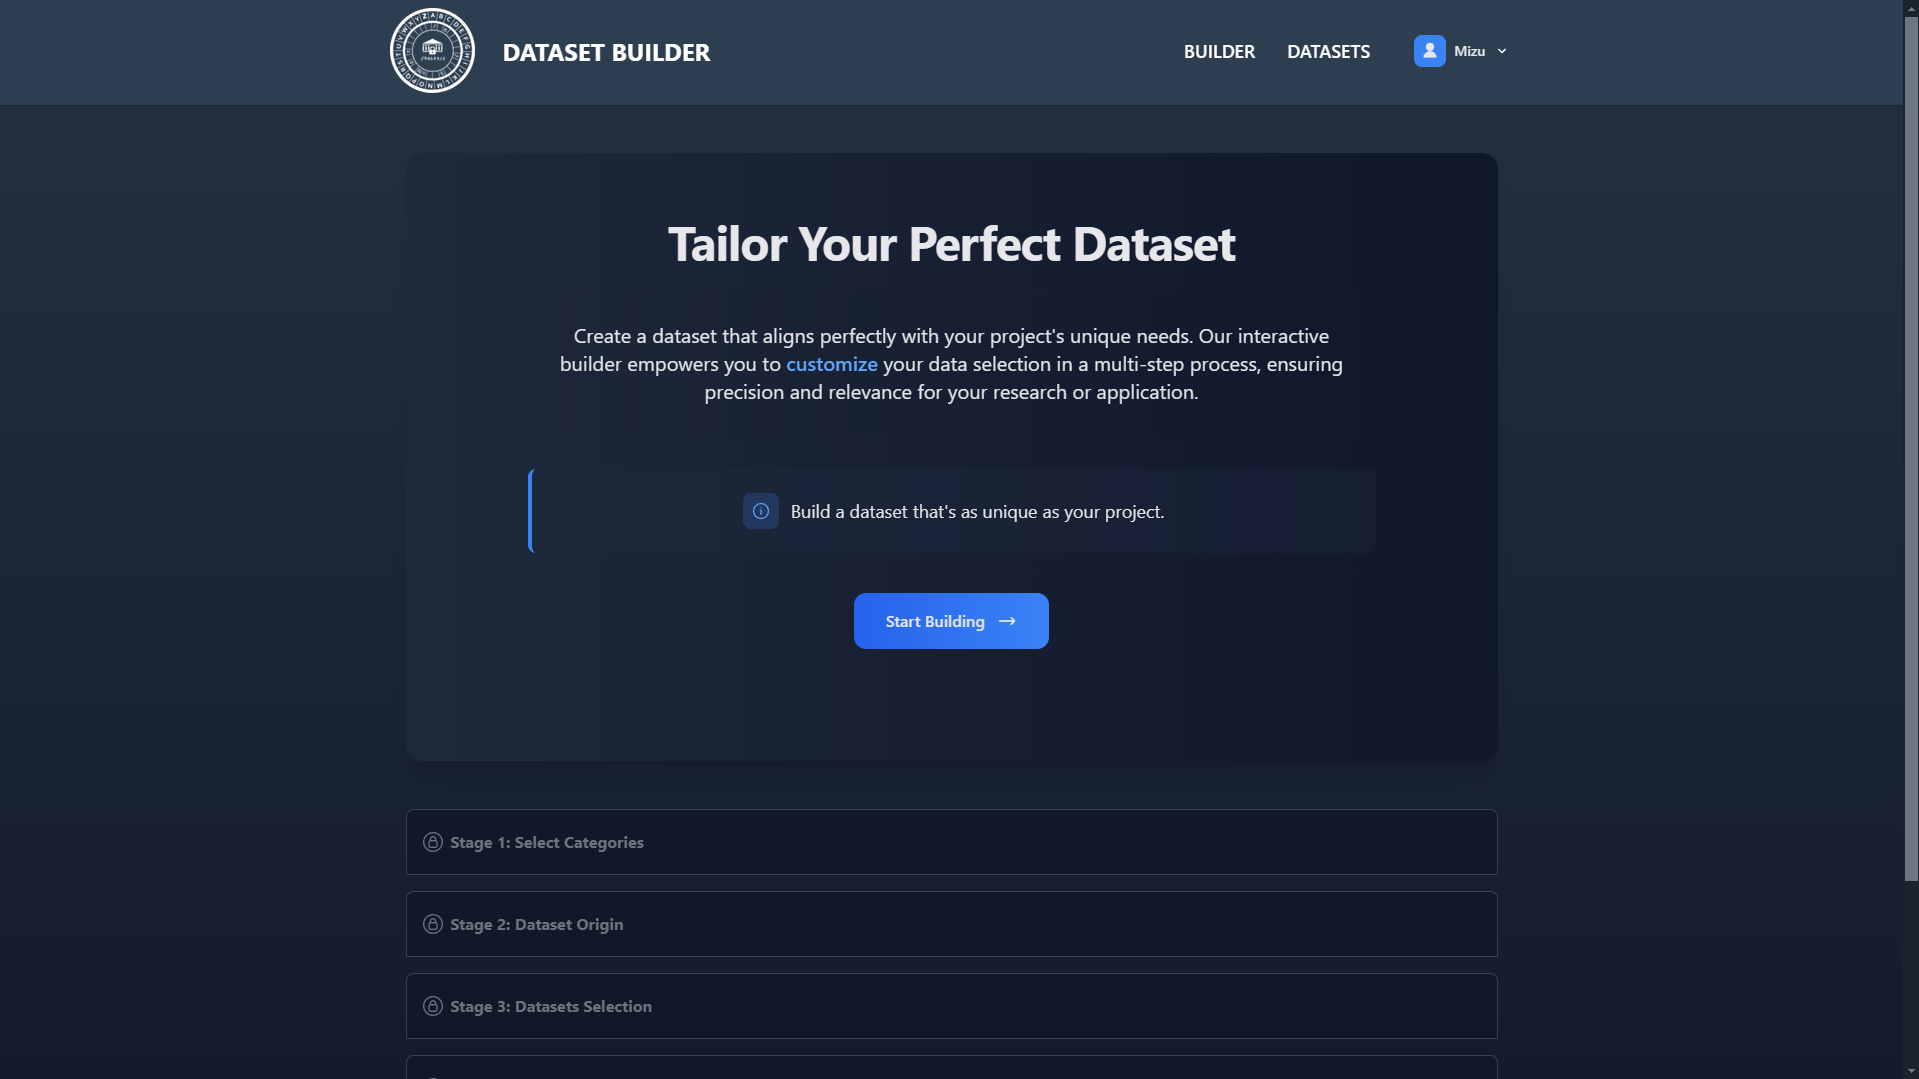 DATASET BUILDER
BUILDER
DATASETS
Mizu
Tailor Your Perfect Dataset
Create a dataset that aligns perfectly with your project's unique needs. Our interactive
builder empowers you to customize your data selection in a multi-step process, ensuring
precision and relevance for your research or application.
Build a dataset that's as unique as your project.
Start Building →
Stage 1: Select Categories
Stage 2: Dataset Origin
Stage 3: Datasets Selection